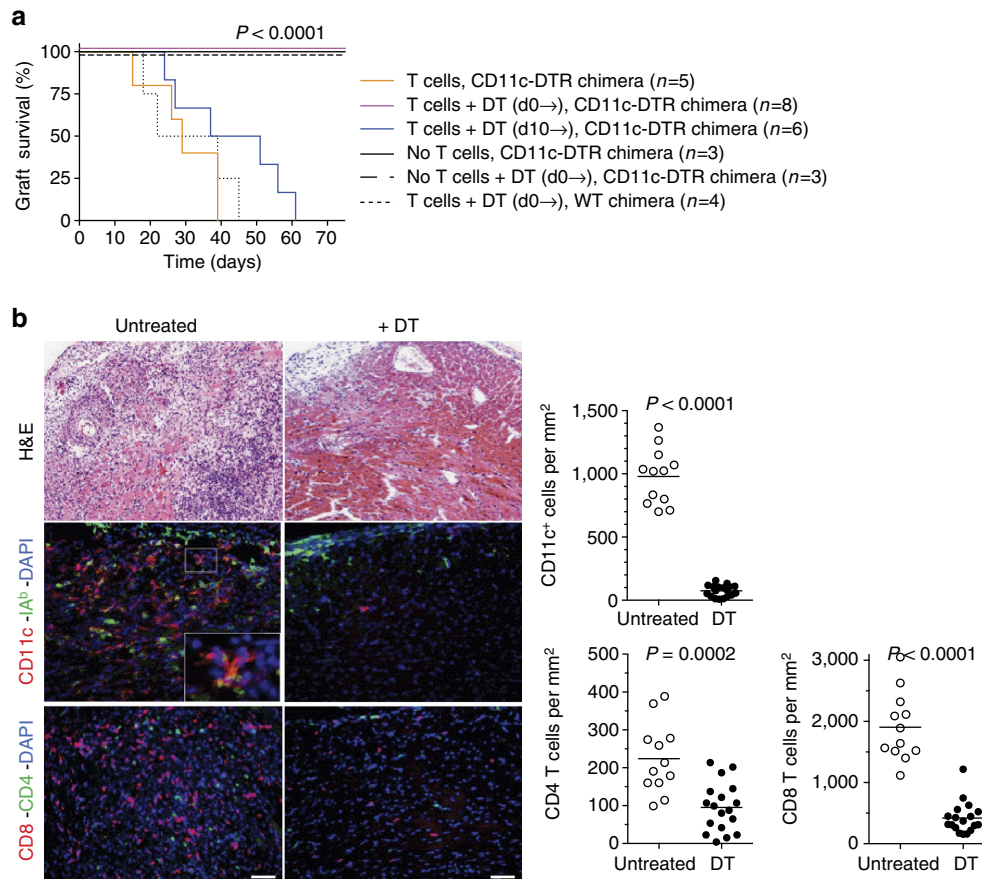 a
P < 0.0001
100
75
50
25
0
Graft survival (%)
0 10 20 30 40 50 60 70
Time (days)
T cells, CD11c-DTR chimera (n=5)
T cells + DT (d0→), CD11c-DTR chimera (n=8)
T cells + DT (d10→), CD11c-DTR chimera (n=6)
No T cells, CD11c-DTR chimera (n=3)
No T cells + DT (d0→), CD11c-DTR chimera (n=3)
T cells + DT (d0→), WT chimera (n=4)
b
Untreated
+ DT
H&E
CD11c -IAᵇ -DAPI
CD8 -CD4 -DAPI
P < 0.0001
1,500
1,000
500
0
CD11c⁺ cells per mm²
Untreated DT
P = 0.0002
500
400
300
200
100
0
CD4 T cells per mm²
Untreated DT
P < 0.0001
3,000
2,000
1,000
0
CD8 T cells per mm²
Untreated DT